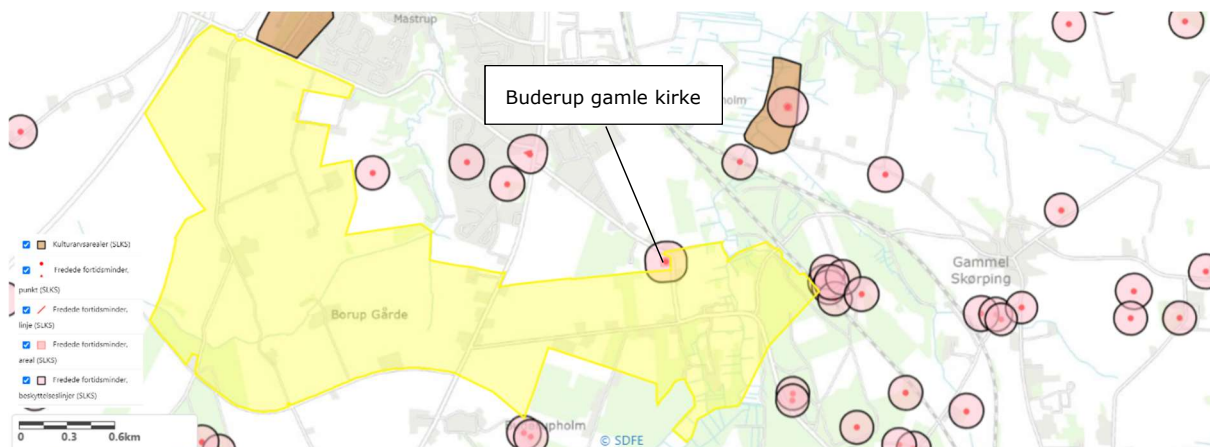 Mastrup
Buderup gamle kirke
holm
Gammel
Skørping
Borup Gårde
Kulturarvsarealer (SLKS)
Fredede fortidsminder,
punkt (SLKS)
Fredede fortidsminder,
linje (SLKS)
Fredede fortidsminder,
areal (SLKS)
Fredede fortidsminder,
beskyttelseslinjer (SLKS)
0 0.3 0.6km
© SDFE